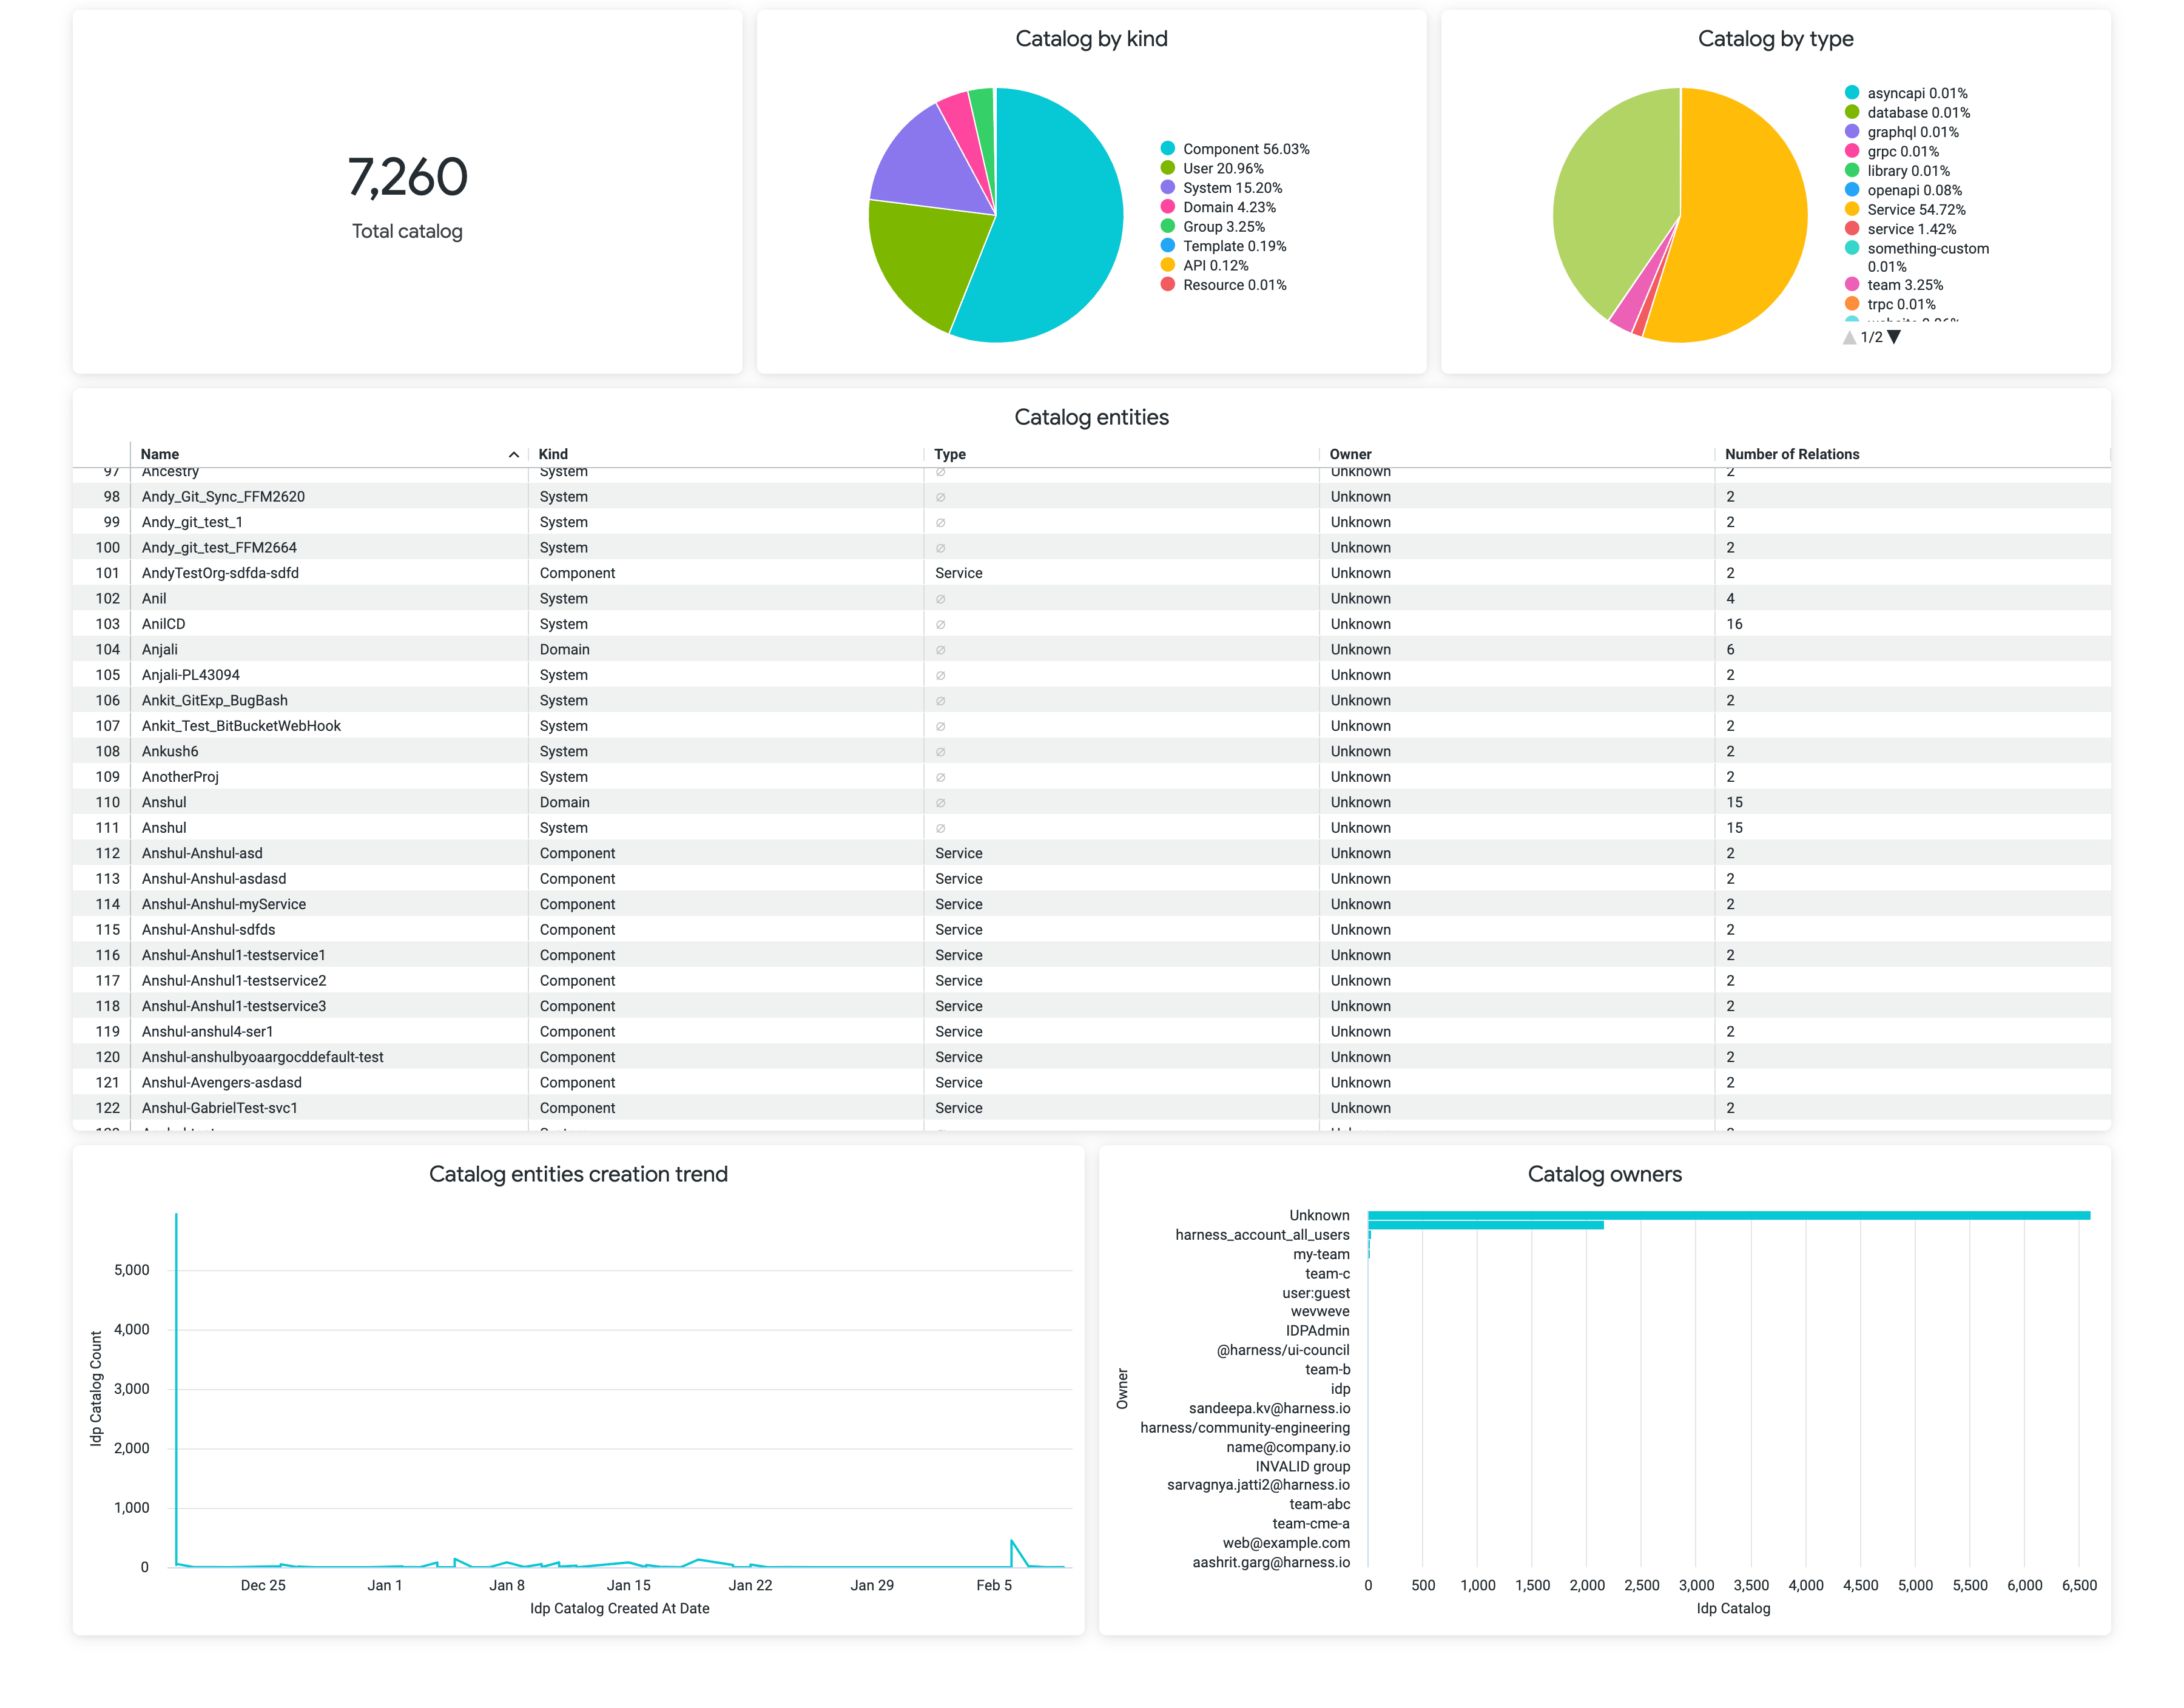 7,260
Total catalog
Catalog by kind
Component 56.03%
User 20.96%
System 15.20%
Domain 4.23%
Group 3.25%
Template 0.19%
API 0.12%
Resource 0.01%
Catalog by type
asyncapi 0.01%
database 0.01%
graphql 0.01%
grpc 0.01%
library 0.01%
openapi 0.08%
Service 54.72%
service 1.42%
something-custom
0.01%
team 3.25%
trpc 0.01%
1/2
Catalog entities
Name Kind Type Owner Number of Relations
97 Ancestry System ∅ Unknown 2
98 Andy_Git_Sync_FFM2620 System ∅ Unknown 2
99 Andy_git_test_1 System ∅ Unknown 2
100 Andy_git_test_FFM2664 System ∅ Unknown 2
101 AndyTestOrg-sdfda-sdfd Component Service Unknown 2
102 Anil System ∅ Unknown 4
103 AnilCD System ∅ Unknown 16
104 Anjali Domain ∅ Unknown 6
105 Anjali-PL43094 System ∅ Unknown 2
106 Ankit_GitExp_BugBash System ∅ Unknown 2
107 Ankit_Test_BitBucketWebHook System ∅ Unknown 2
108 Ankush6 System ∅ Unknown 2
109 AnotherProj System ∅ Unknown 2
110 Anshul Domain ∅ Unknown 15
111 Anshul System ∅ Unknown 15
112 Anshul-Anshul-asd Component Service Unknown 2
113 Anshul-Anshul-asdasd Component Service Unknown 2
114 Anshul-Anshul-myService Component Service Unknown 2
115 Anshul-Anshul-sdfds Component Service Unknown 2
116 Anshul-Anshul1-testservice1 Component Service Unknown 2
117 Anshul-Anshul1-testservice2 Component Service Unknown 2
118 Anshul-Anshul1-testservice3 Component Service Unknown 2
119 Anshul-anshul4-ser1 Component Service Unknown 2
120 Anshul-anshulbyoaargocddefault-test Component Service Unknown 2
121 Anshul-Avengers-asdasd Component Service Unknown 2
122 Anshul-GabrielTest-svc1 Component Service Unknown 2
Catalog entities creation trend
Idp Catalog Count
5,000
4,000
3,000
2,000
1,000
0
Dec 25 Jan 1 Jan 8 Jan 15 Jan 22 Jan 29 Feb 5
Idp Catalog Created At Date
Catalog owners
Owner
Unknown
harness_account_all_users
my-team
team-c
user:guest
wevweve
IDPAdmin
@harness/ui-council
team-b
idp
sandeepa.kv@harness.io
harness/community-engineering
name@company.io
INVALID group
sarvagnya.jatti2@harness.io
team-abc
team-cme-a
web@example.com
aashrit.garg@harness.io
0 500 1,000 1,500 2,000 2,500 3,000 3,500 4,000 4,500 5,000 5,500 6,000 6,500
Idp Catalog